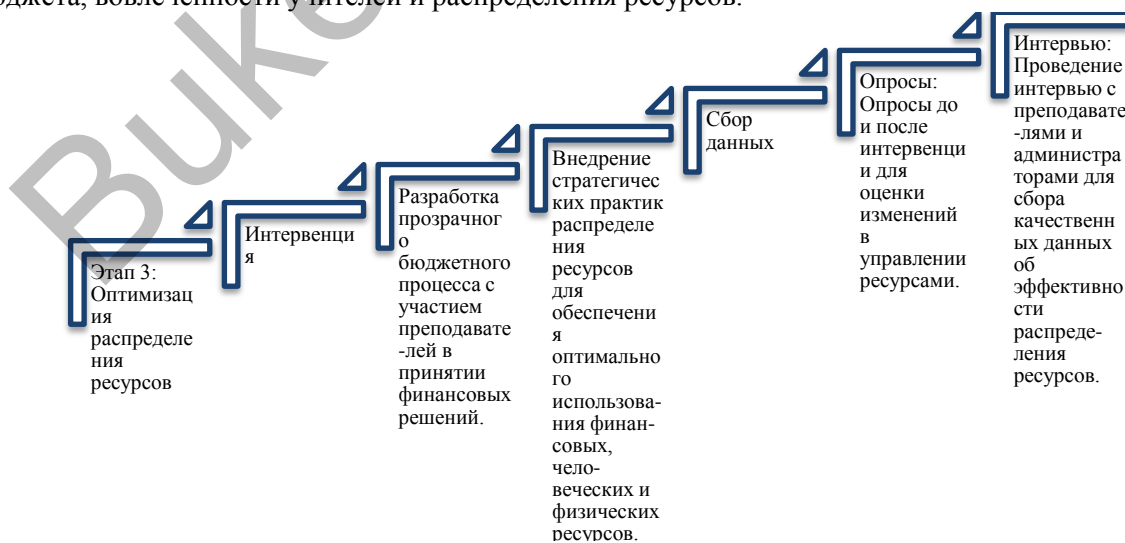 джета, вовлеченности учителей и распределения ресурсов.
Этап 3:
Оптимизац
ия
распределе
ния
ресурсов
Интервенци
я
Разработка
прозрачног
о
бюджетного
процесса с
участием
преподавате
-лей в
принятии
финансовых
решений.
Внедрение
стратегичес
ких практик
распределе
ния
ресурсов
для
обеспечени
я
оптимально
го
использова-
ния финан-
совых,
чело-
веческих и
физических
ресурсов.
Сбор
данных
Опросы:
Опросы до
и после
интервенци
и для
оценки
изменений
в
управлении
ресурсами.
Интервью:
Проведение
интервью с
преподавате
-лями и
администра
торами для
сбора
качественн
ых данных
об
эффективно
сти
распреде-
ления
ресурсов.
Buke